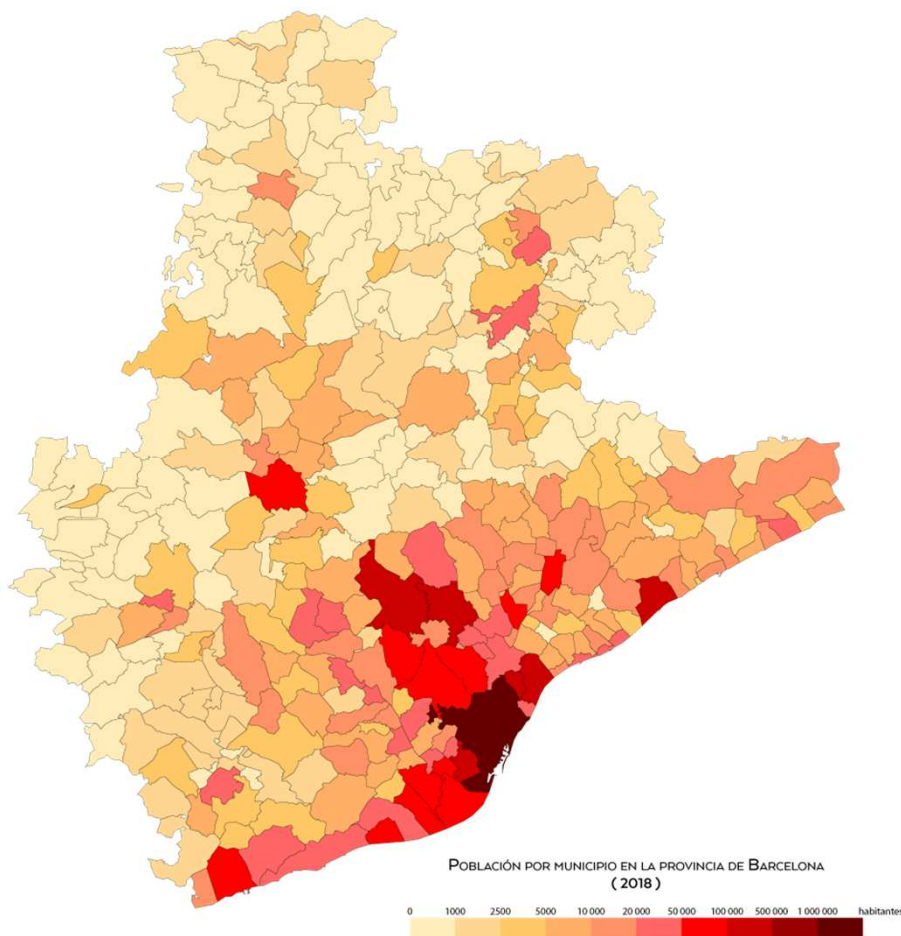 Población por municipio en la provincia de Barcelona
( 2018 )
0 1000 2500 5000 10 000 20 000 50 000 100 000 500 000 1 000 000 habitantes